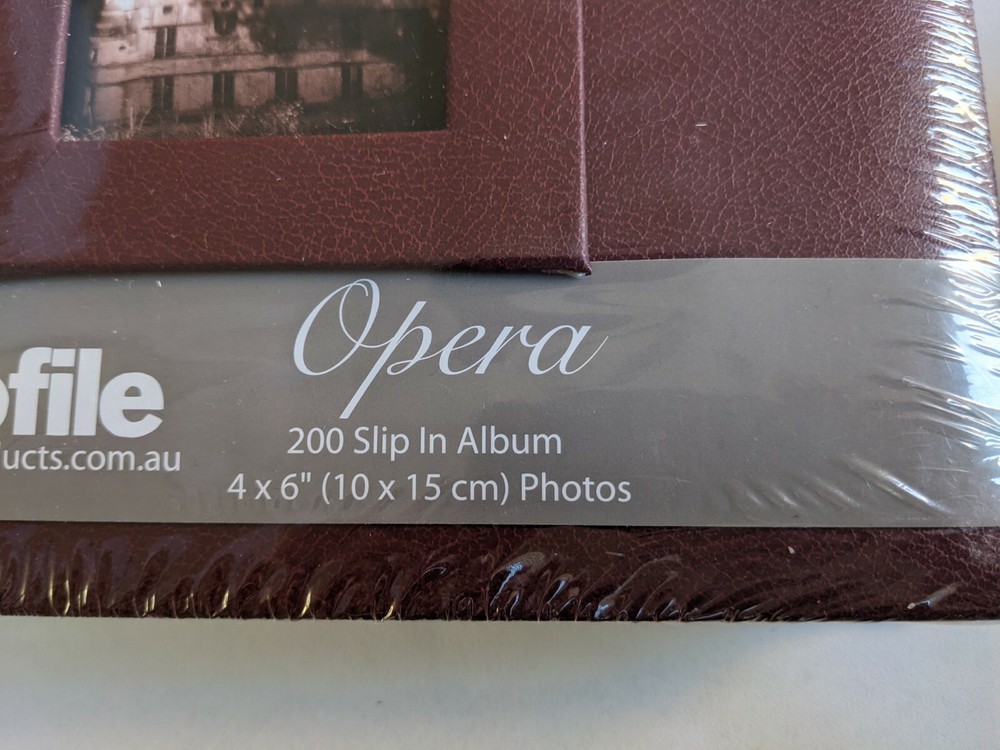 Opera
ofile
ucts.com.au
200 Slip In Album
4 x 6" (10 x 15 cm) Photos